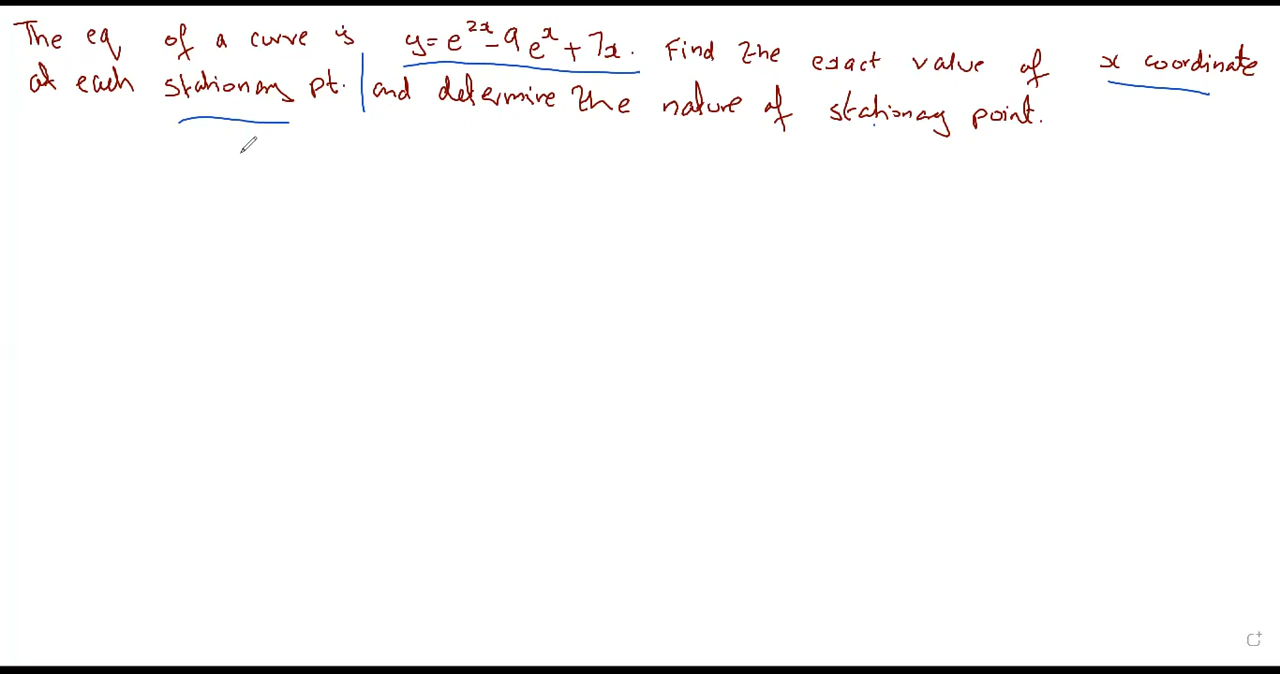 The eq of a curve is y = e^{2x} - 9e^x + 7x. Find the exact value of x coordinate
at each stationary pt. | and determine the nature of stationary point.